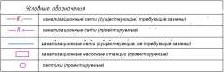 Условные обозначения
К1
канализационные сети (существующие, требующие замены)
К
канализационные сети (проектируемые)
канализационные сети (существующие, не требующие замены)
канализационные насосные станции (проектируемые)
септики (проектируемые)